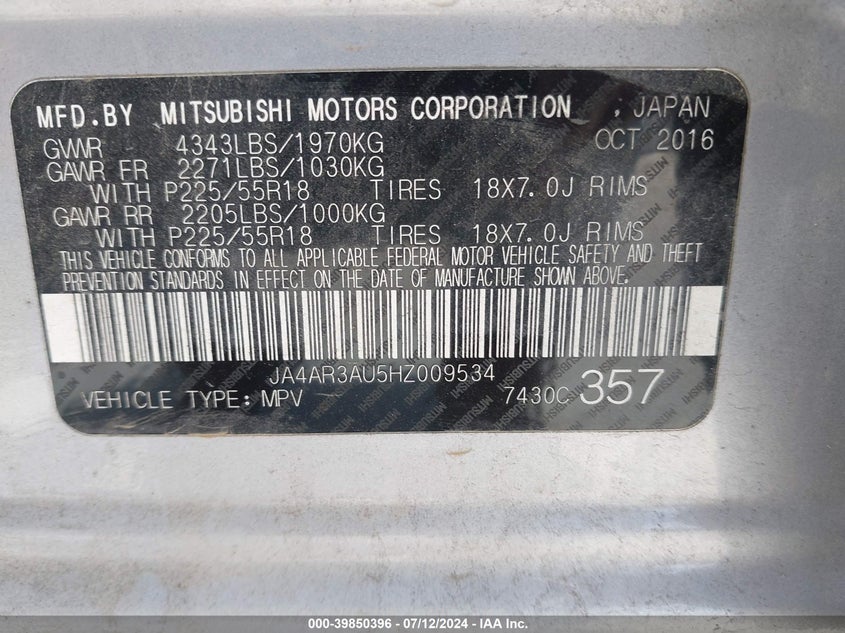 MFD.BY MITSUBISHI MOTORS CORPORATION , JAPAN
GVWR 4343LBS/1970KG OCT 2016
GAWR FR 2271LBS/1030KG
WITH P225/55R18 TIRES 18X7.0J RIMS
GAWR RR 2205LBS/1000KG
WITH P225/55R18 TIRES 18X7.0J RIMS
THIS VEHICLE CONFORMS TO ALL APPLICABLE FEDERAL MOTOR VEHICLE SAFETY AND THEFT
PREVENTION STANDARDS IN EFFECT ON THE DATE OF MANUFACTURE SHOWN ABOVE.
JA4AR3AU5HZ009534
VEHICLE TYPE: MPV 7430C 357
000-39850396 - 07/12/2024 - IAA Inc.